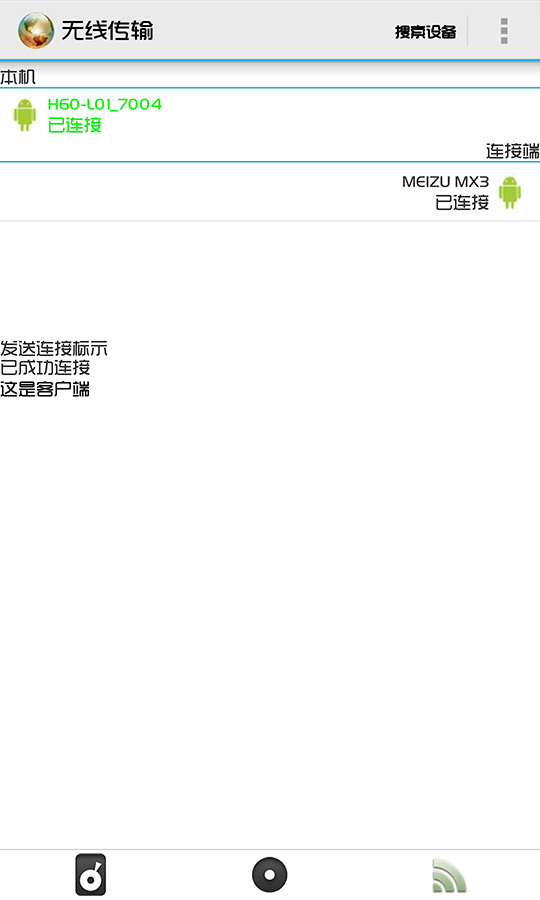 无线传输
搜索设备
本机
H60-L01_7004
已连接
连接端
MEIZU MX3
已连接
发送连接标示
已成功连接
这是客户端